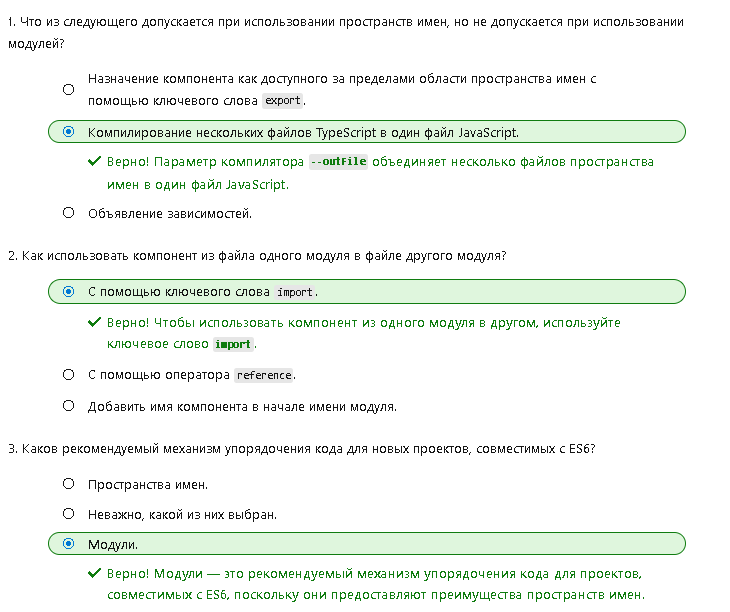 1. Что из следующего допускается при использовании пространств имен, но не допускается при использовании
модулей?
Назначение компонента как доступного за пределами области пространства имен с
помощью ключевого слова export.
Компилирование нескольких файлов TypeScript в один файл JavaScript.
Верно! Параметр компилятора --outFile объединяет несколько файлов пространства
имен в один файл JavaScript.
Объявление зависимостей.
2. Как использовать компонент из файла одного модуля в файле другого модуля?
С помощью ключевого слова import.
Верно! Чтобы использовать компонент из одного модуля в другом, используйте
ключевое слово import.
С помощью оператора reference.
Добавить имя компонента в начале имени модуля.
3. Каков рекомендуемый механизм упорядочения кода для новых проектов, совместимых с ES6?
Пространства имен.
Неважно, какой из них выбран.
Модули.
Верно! Модули — это рекомендуемый механизм упорядочения кода для проектов,
совместимых с ES6, поскольку они предоставляют преимущества пространств имен.